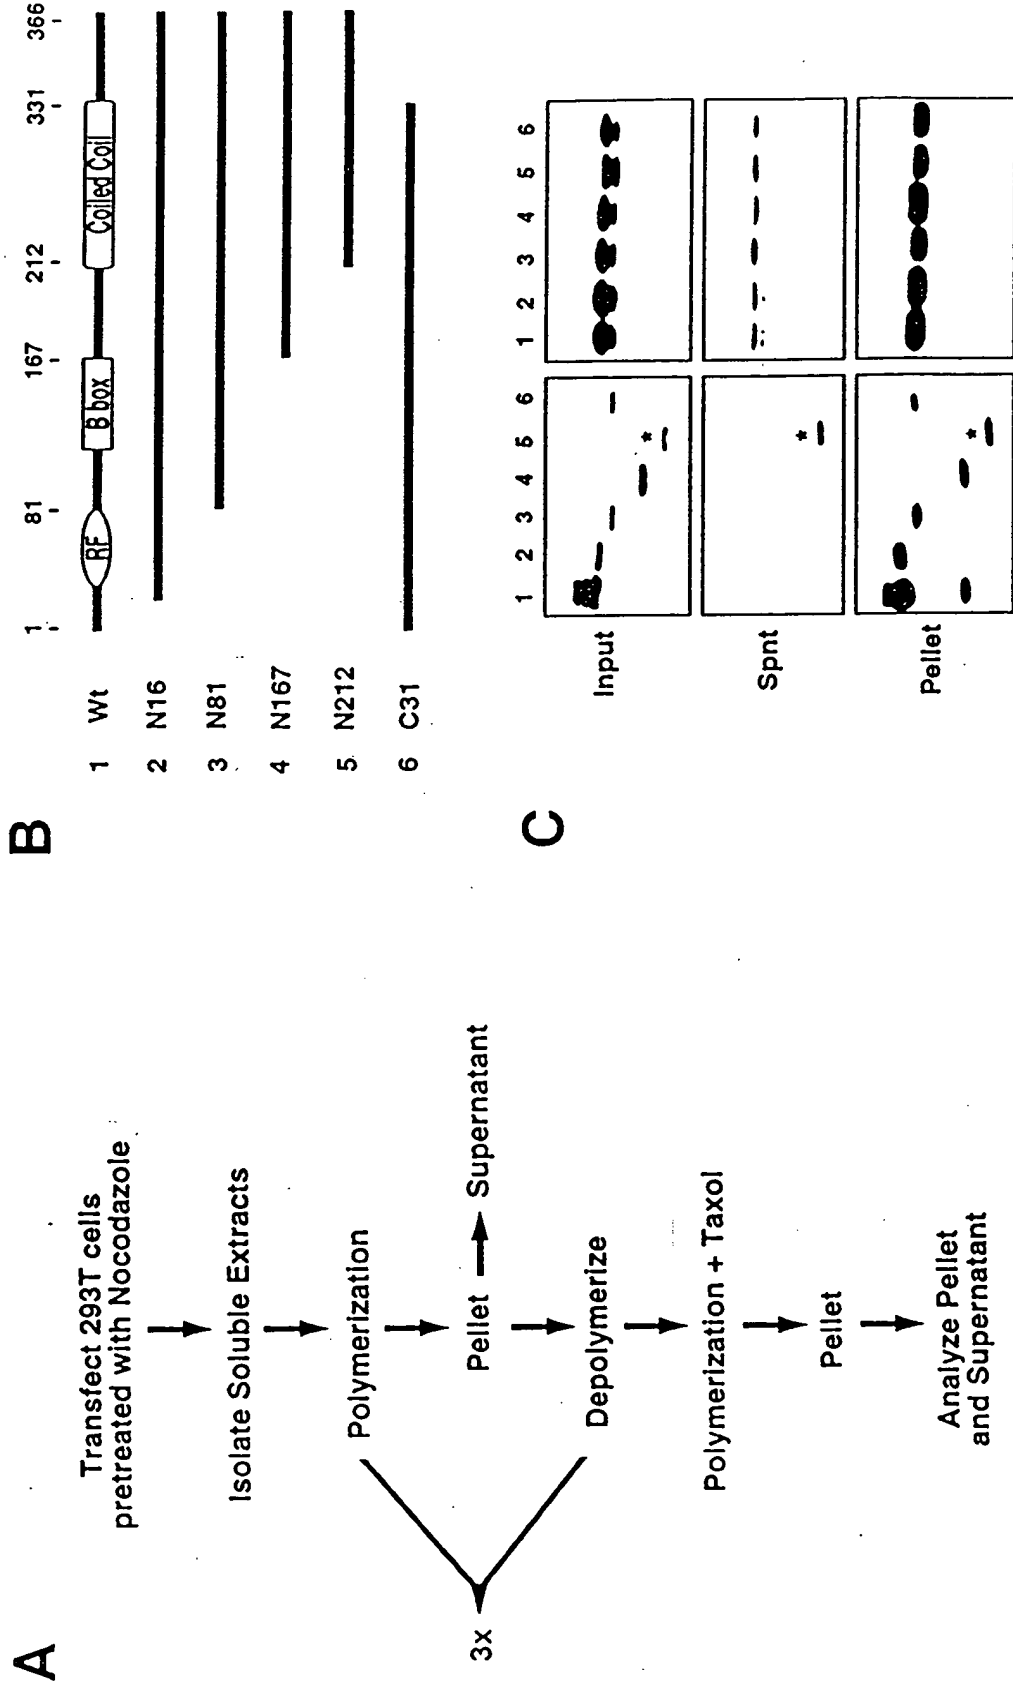 A
Transfect 293T cells
pretreated with Nocodazole
Isolate Soluble Extracts
Polymerization
Pellet
Supernatant
Depolymerize
3x
Polymerization + Taxol
Pellet
Analyze Pellet
and Supernatant
B
1 81 167 212 331 366
1 Wt
RF
B box
Coiled Coil
2 N16
3 N81
4 N167
5 N212
6 C31
C
1 2 3 4 5 6
1 2 3 4 5 6
Input
*
Spnt
*
Pellet
*